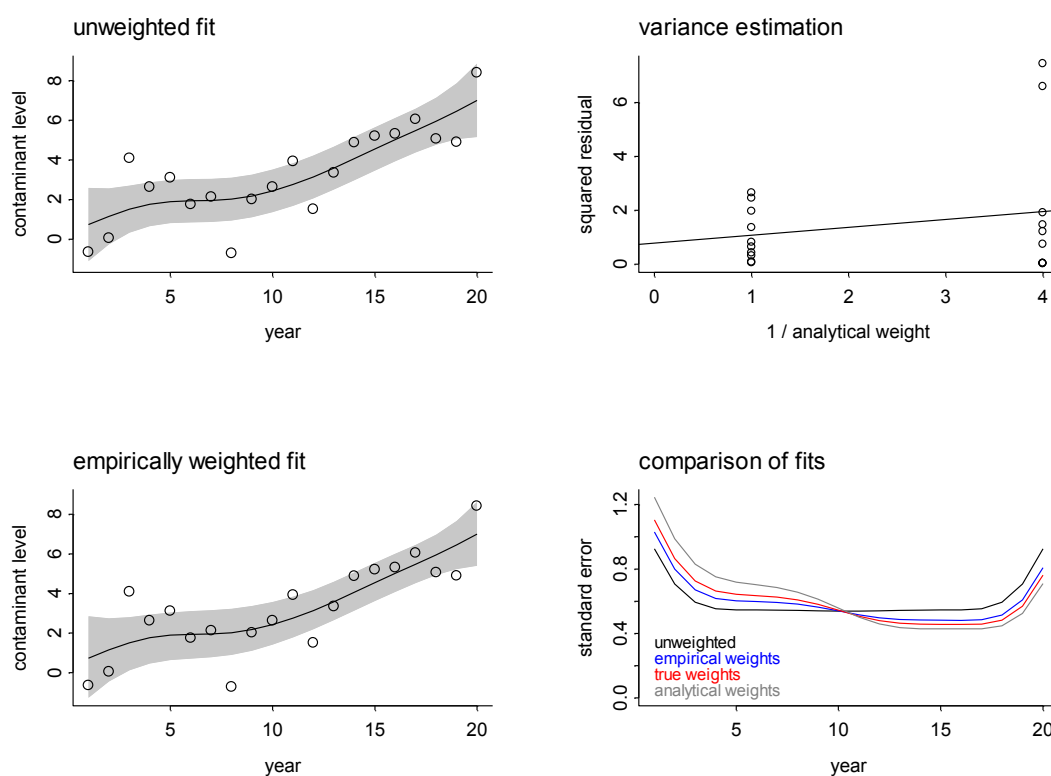 unweighted fit
contaminant level
8
6
4
2
0
5
10
15
20
year
variance estimation
squared residual
6
4
2
0
0
1
2
3
4
1 / analytical weight
empirically weighted fit
contaminant level
8
6
4
2
0
5
10
15
20
year
comparison of fits
standard error
1.2
0.8
0.4
0.0
unweighted
empirical weights
true weights
analytical weights
5
10
15
20
year